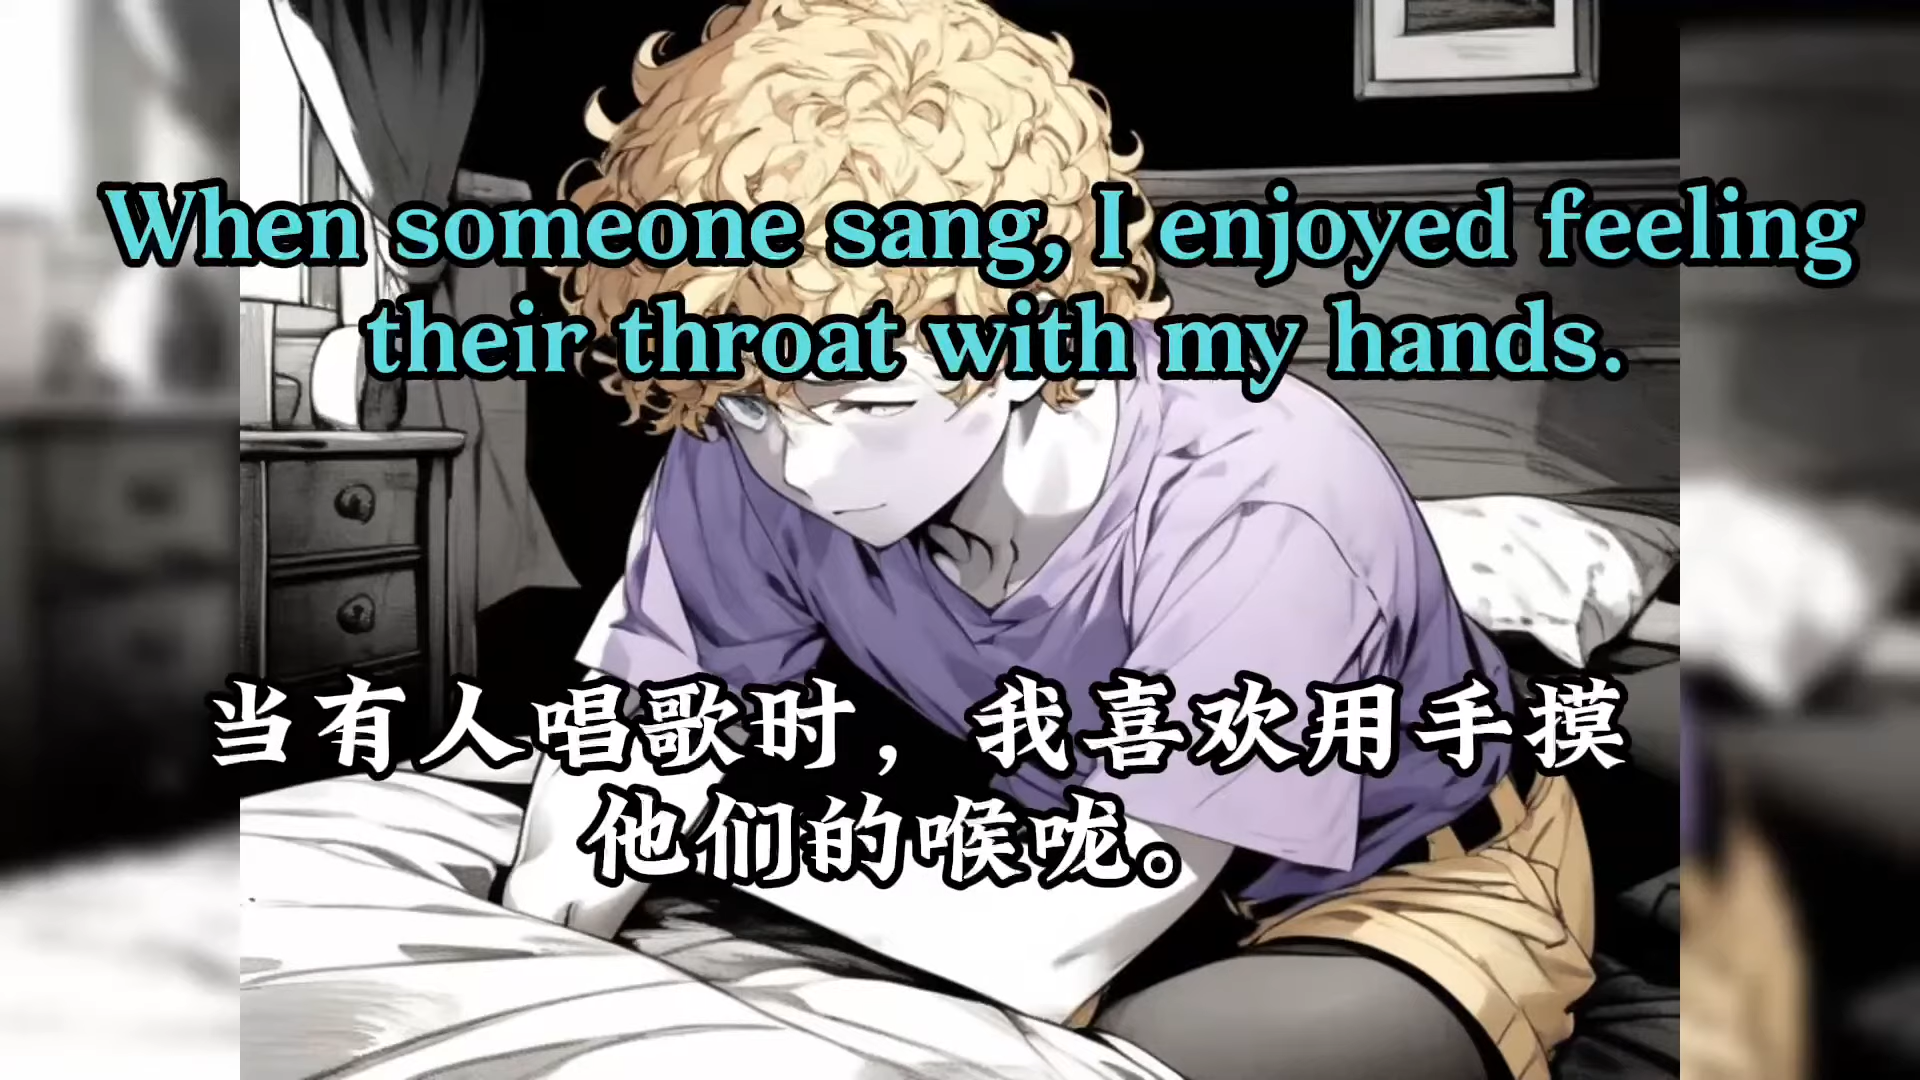 When someone sang, I enjoyed feeling
their throat with my hands.
当有人唱歌时，我喜欢用手摸
他们的喉咙。